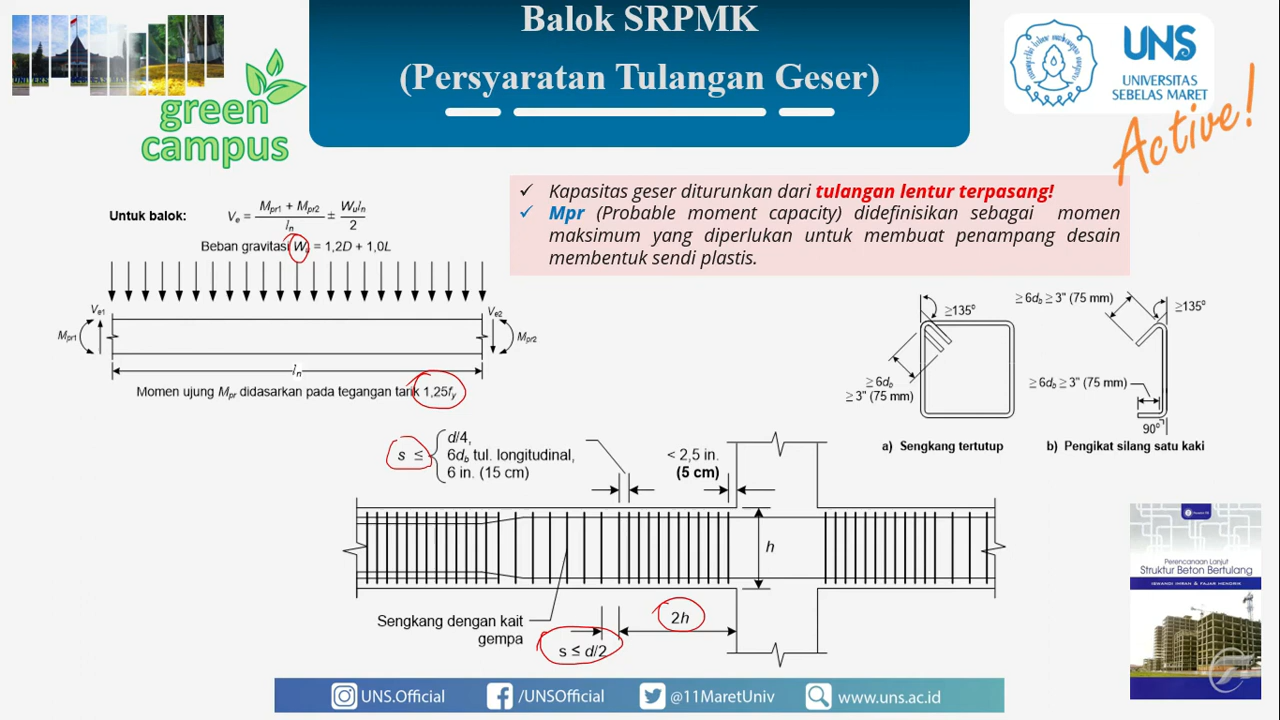 Balok SRPMK
(Persyaratan Tulangan Geser)
green
campus
UNS
UNIVERSITAS
SEBELAS MARET
Active!
✓ Kapasitas geser diturunkan dari tulangan lentur terpasang!
✓ Mpr (Probable moment capacity) didefinisikan sebagai momen
maksimum yang diperlukan untuk membuat penampang desain
membentuk sendi plastis.
Untuk balok: Ve = (Mpr1 + Mpr2)/ln ± Wuln/2
Beban gravitasi W = 1,2D + 1,0L
Ve1
Ve2
Mpr1
Mpr2
ln
Momen ujung Mpr didasarkan pada tegangan tarik 1,25fy
≥135°
≥ 6db
≥ 3" (75 mm)
a) Sengkang tertutup
≥ 6db ≥ 3" (75 mm)
≥135°
≥ 6db ≥ 3" (75 mm)
90°
b) Pengikat silang satu kaki
s ≤
d/4,
6db tul. longitudinal,
6 in. (15 cm)
< 2,5 in.
(5 cm)
h
Sengkang dengan kait
gempa
2h
s ≤ d/2
Perencanaan Lanjut
Struktur Beton Bertulang
ISWANDI IMRAN & FAJAR HENDRIK
UNS.Official
/UNSOfficial
@11MaretUniv
www.uns.ac.id